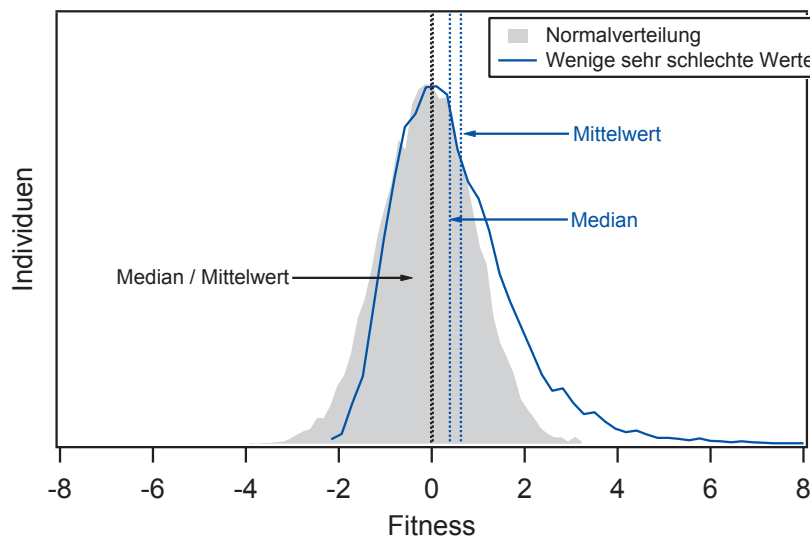 Normalverteilung
Wenige sehr schlechte Werte
Mittelwert
Median
Median / Mittelwert
Individuen
-8 -6 -4 -2 0 2 4 6 8
Fitness